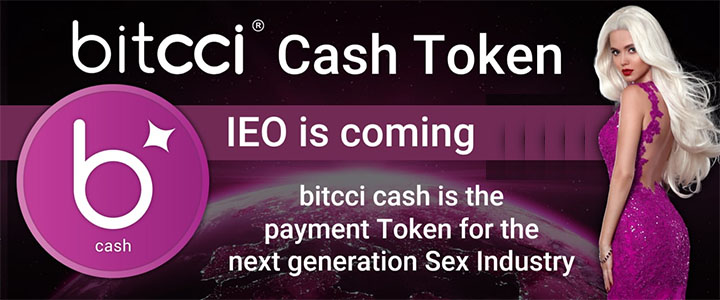 bitcci® Cash Token
IEO is coming
b
cash
bitcci cash is the
payment Token for the
next generation Sex Industry